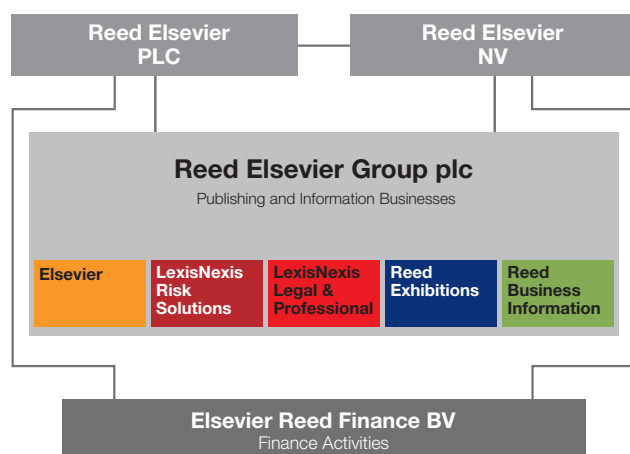 Reed Elsevier
PLC
Reed Elsevier
NV
Reed Elsevier Group plc
Publishing and Information Businesses
Elsevier
LexisNexis
Risk
Solutions
LexisNexis
Legal &
Professional
Reed
Exhibitions
Reed
Business
Information
Elsevier Reed Finance BV
Finance Activities